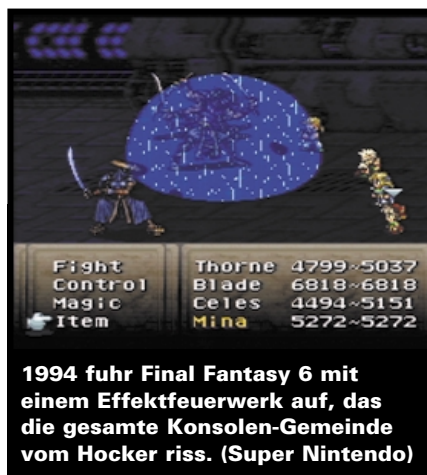 Fight Thorne 4799~5037
Control Blade 6818~6818
Magic Celes 4494~5151
Item Mina 5272~5272
1994 fuhr Final Fantasy 6 mit
einem Effektfeuerwerk auf, das
die gesamte Konsolen-Gemeinde
vom Hocker riss. (Super Nintendo)